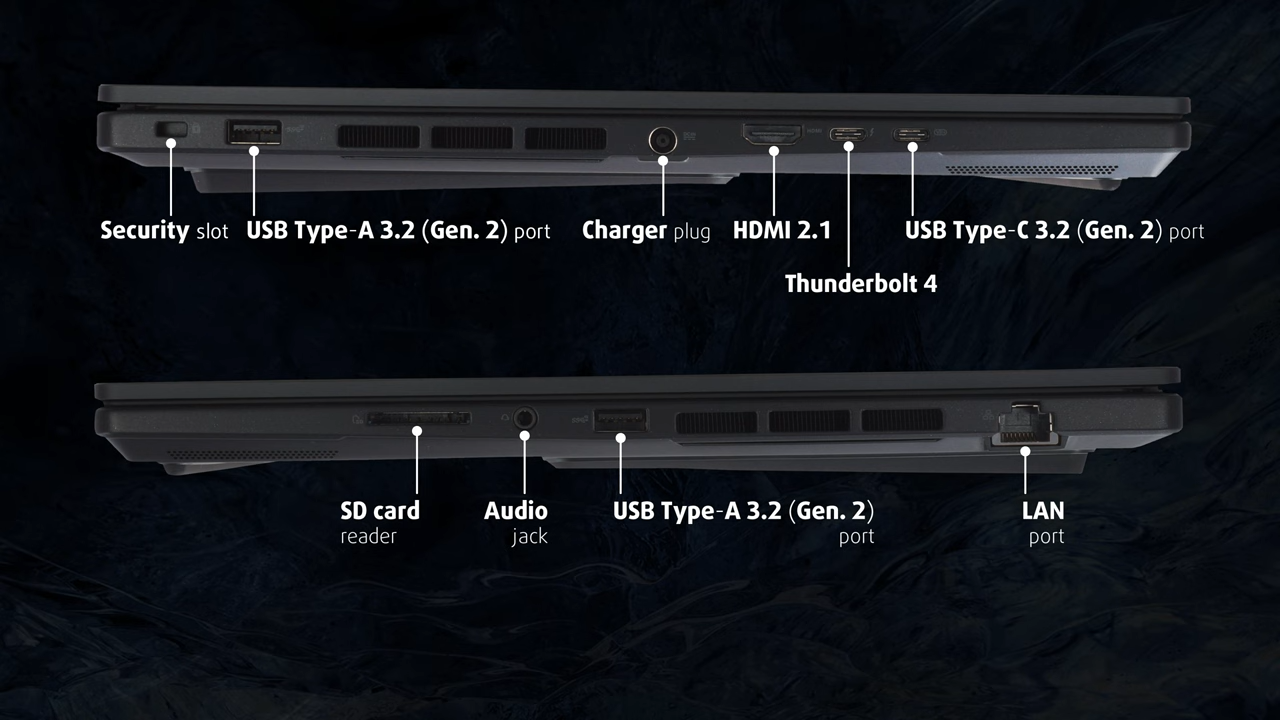 Security slot
USB Type-A 3.2 (Gen. 2) port
Charger plug
HDMI 2.1
USB Type-C 3.2 (Gen. 2) port
Thunderbolt 4
SD card
reader
Audio
jack
USB Type-A 3.2 (Gen. 2)
port
LAN
port